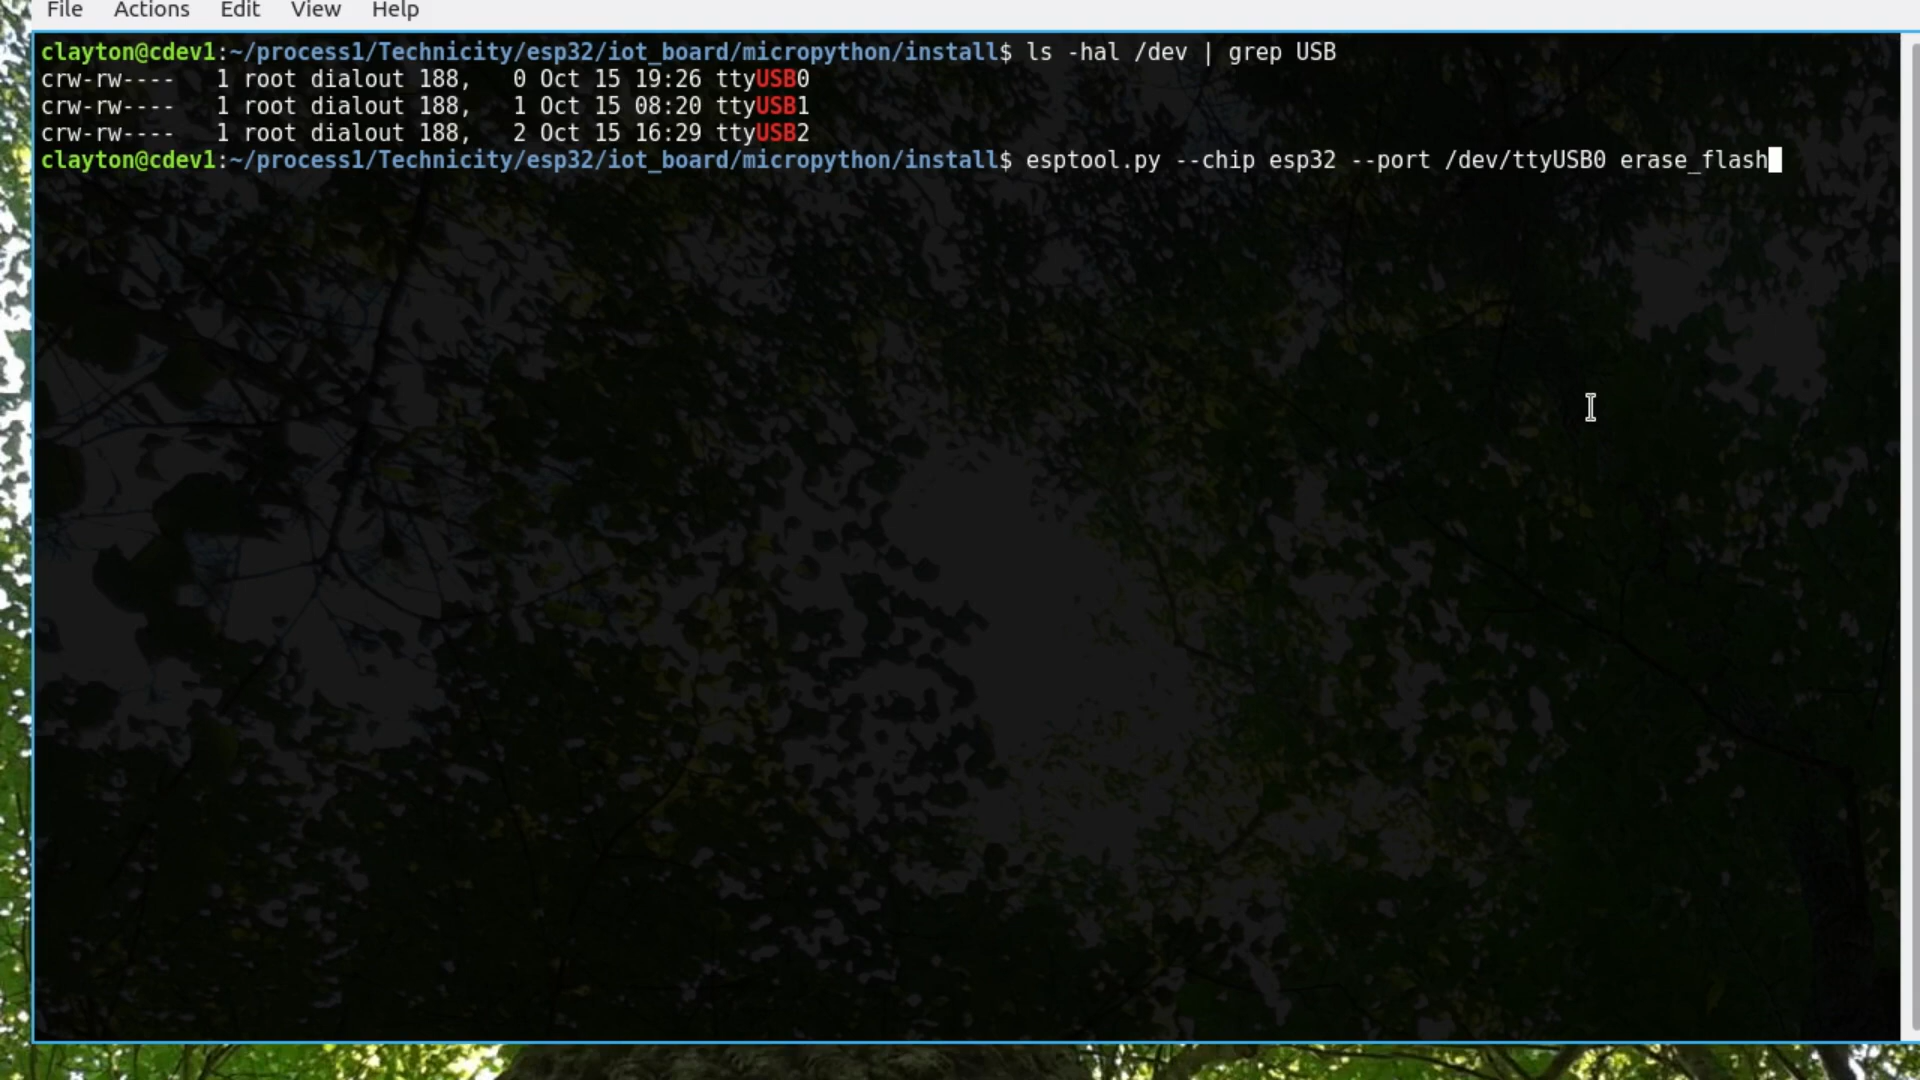 File Actions Edit View Help
clayton@cdev1:~/process1/Technicity/esp32/iot_board/micropython/install$ ls -hal /dev | grep USB
crw-rw----   1 root dialout 188,   0 Oct 15 19:26 ttyUSB0
crw-rw----   1 root dialout 188,   1 Oct 15 08:20 ttyUSB1
crw-rw----   1 root dialout 188,   2 Oct 15 16:29 ttyUSB2
clayton@cdev1:~/process1/Technicity/esp32/iot_board/micropython/install$ esptool.py --chip esp32 --port /dev/ttyUSB0 erase_flash